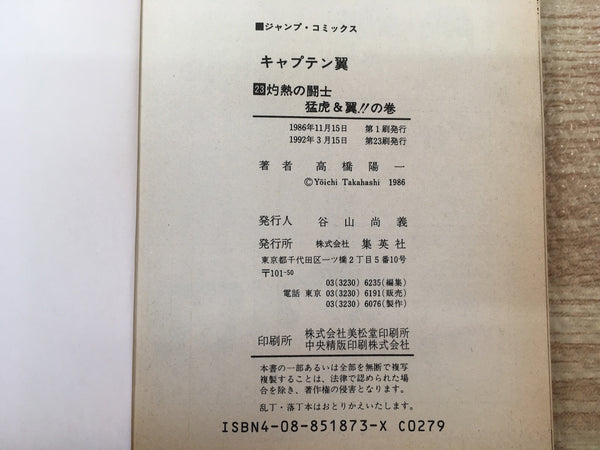 ■ジャンプ・コミックス
キャプテン翼
23灼熱の闘士
猛虎&翼!!の巻
1986年11月15日 第1刷発行
1992年3月15日 第23刷発行
著者 高橋陽一
©Yōichi Takahashi 1986
発行人 谷山尚義
発行所 株式会社 集英社
東京都千代田区一ツ橋2丁目5番10号
〒101-50
03(3230)6235(編集)
電話 東京 03(3230)6191(販売)
03(3230)6076(製作)
印刷所 株式会社美松堂印刷所
中央精版印刷株式会社
本書の一部あるいは全部を無断で複写
複製することは、法律で認められた場
合を除き、著作権の侵害となります。
乱丁・落丁本はおとりかえいたします。
ISBN4-08-851873-X C0279